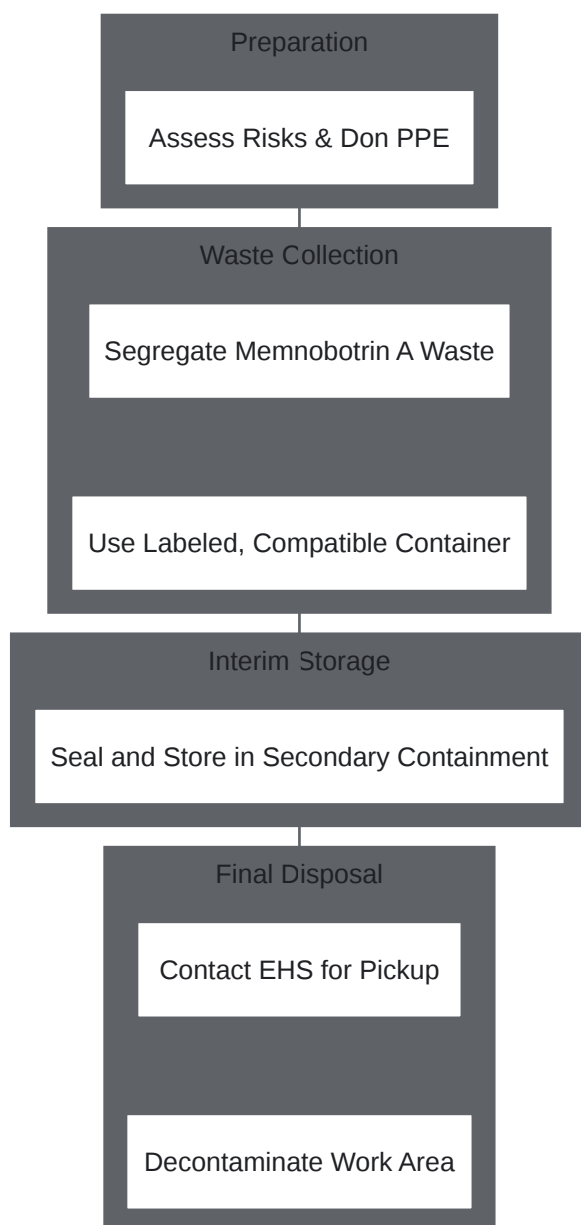 Preparation
Assess Risks & Don PPE
Waste Collection
Segregate Memnobotrin A Waste
Use Labeled, Compatible Container
Interim Storage
Seal and Store in Secondary Containment
Final Disposal
Contact EHS for Pickup
Decontaminate Work Area